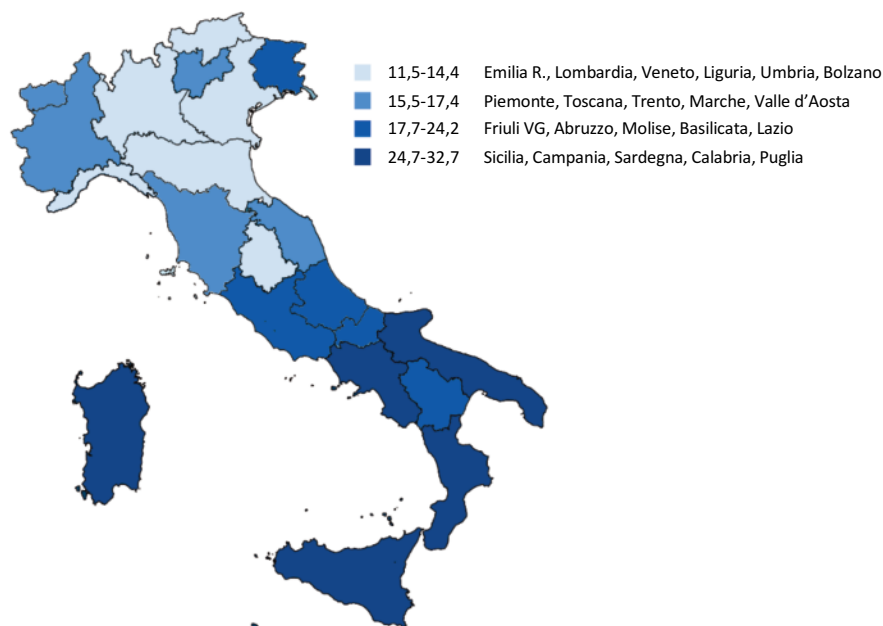 11,5-14,4 Emilia R., Lombardia, Veneto, Liguria, Umbria, Bolzano
15,5-17,4 Piemonte, Toscana, Trento, Marche, Valle d’Aosta
17,7-24,2 Friuli VG, Abruzzo, Molise, Basilicata, Lazio
24,7-32,7 Sicilia, Campania, Sardegna, Calabria, Puglia